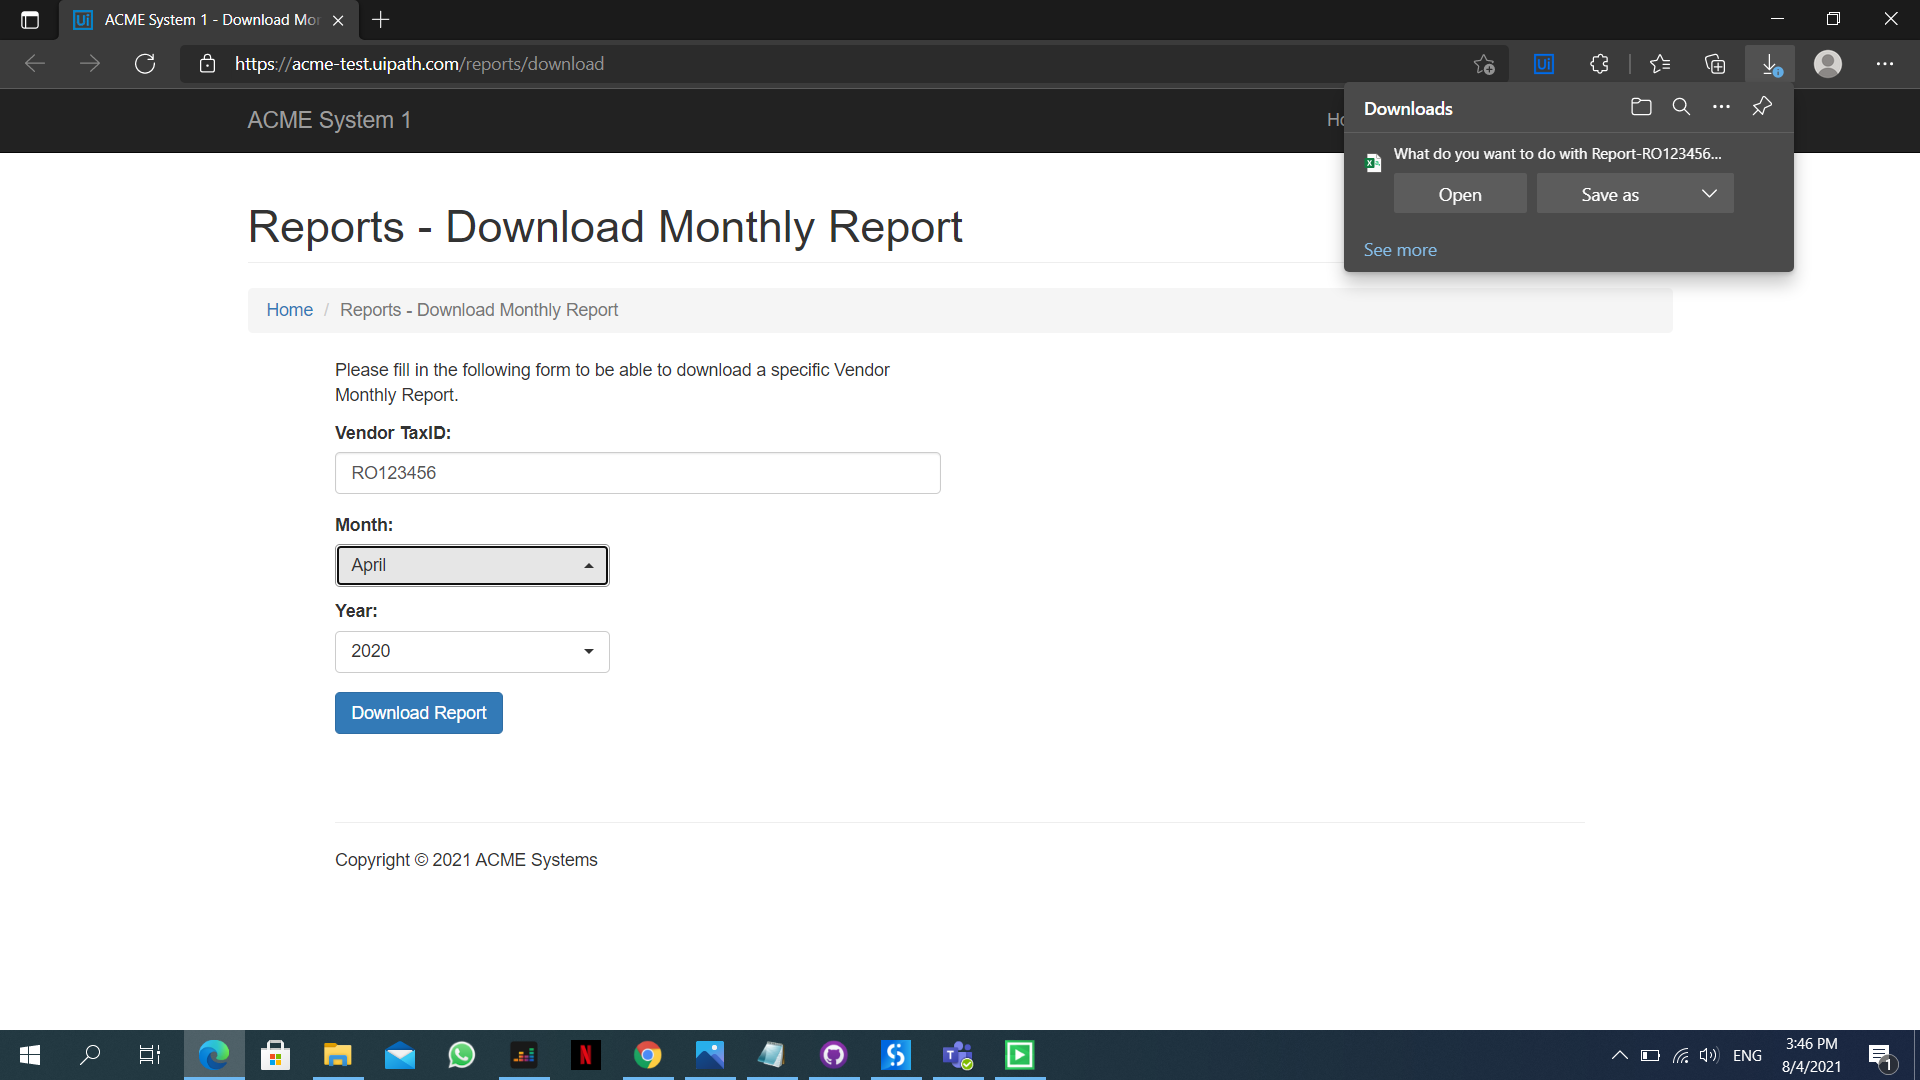 ACME System 1 - Download Mo
https://acme-test.uipath.com/reports/download
ACME System 1
Downloads
What do you want to do with Report-RO123456...
Open
Save as
See more
Reports - Download Monthly Report
Home / Reports - Download Monthly Report
Please fill in the following form to be able to download a specific Vendor
Monthly Report.
Vendor TaxID:
RO123456
Month:
April
Year:
2020
Download Report
Copyright © 2021 ACME Systems
ENG
3:46 PM
8/4/2021
1